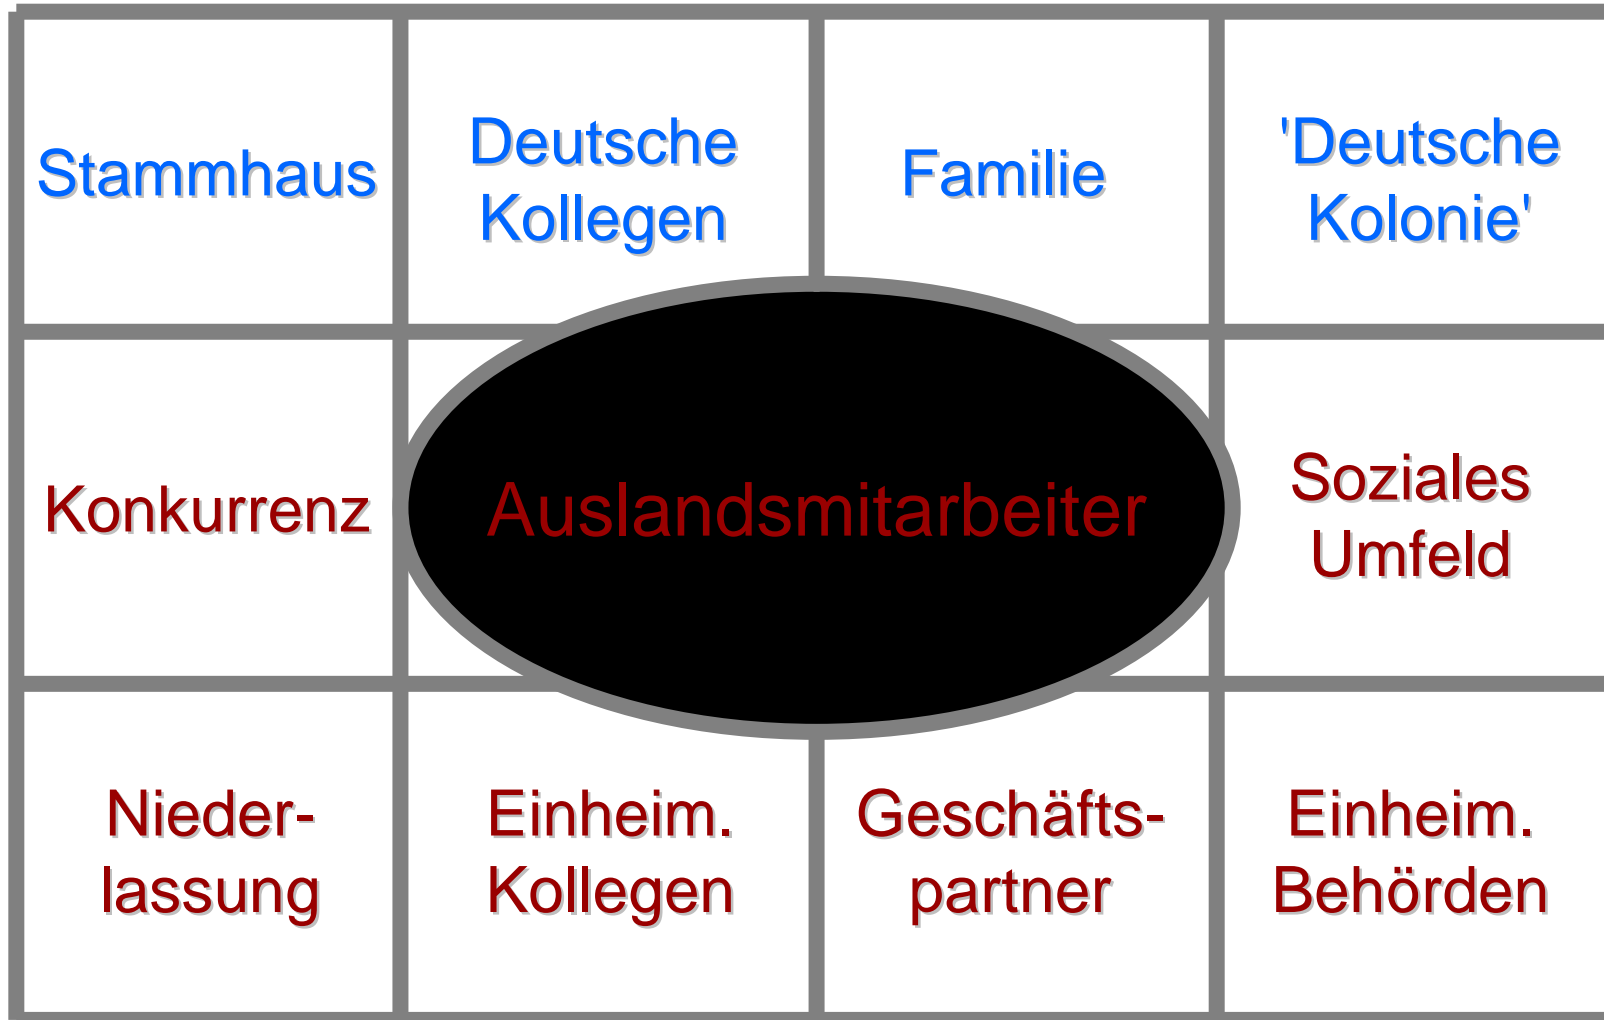 Stammhaus
Deutsche
Kollegen
Familie
'Deutsche
Kolonie'
Konkurrenz
Auslandsmitarbeiter
Soziales
Umfeld
Nieder-
lassung
Einheim.
Kollegen
Geschäfts-
partner
Einheim.
Behörden